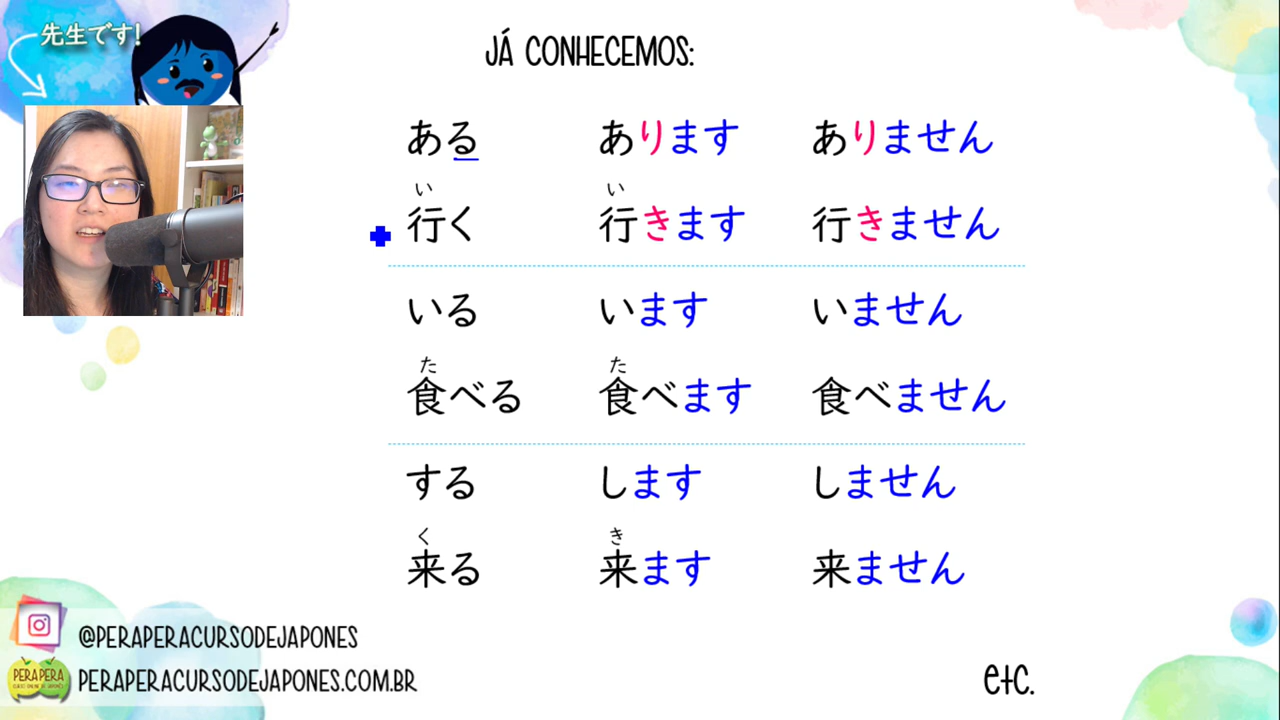 先生です!
JÁ CONHECEMOS:
ある あります ありません
い い
行く 行きます 行きません
いる います いません
た た
食べる 食べます 食べません
する します しません
く き
来る 来ます 来ません
etc.
@PERAPERACURSODEJAPONES
PERAPERA
PERAPERACURSODEJAPONES.COM.BR